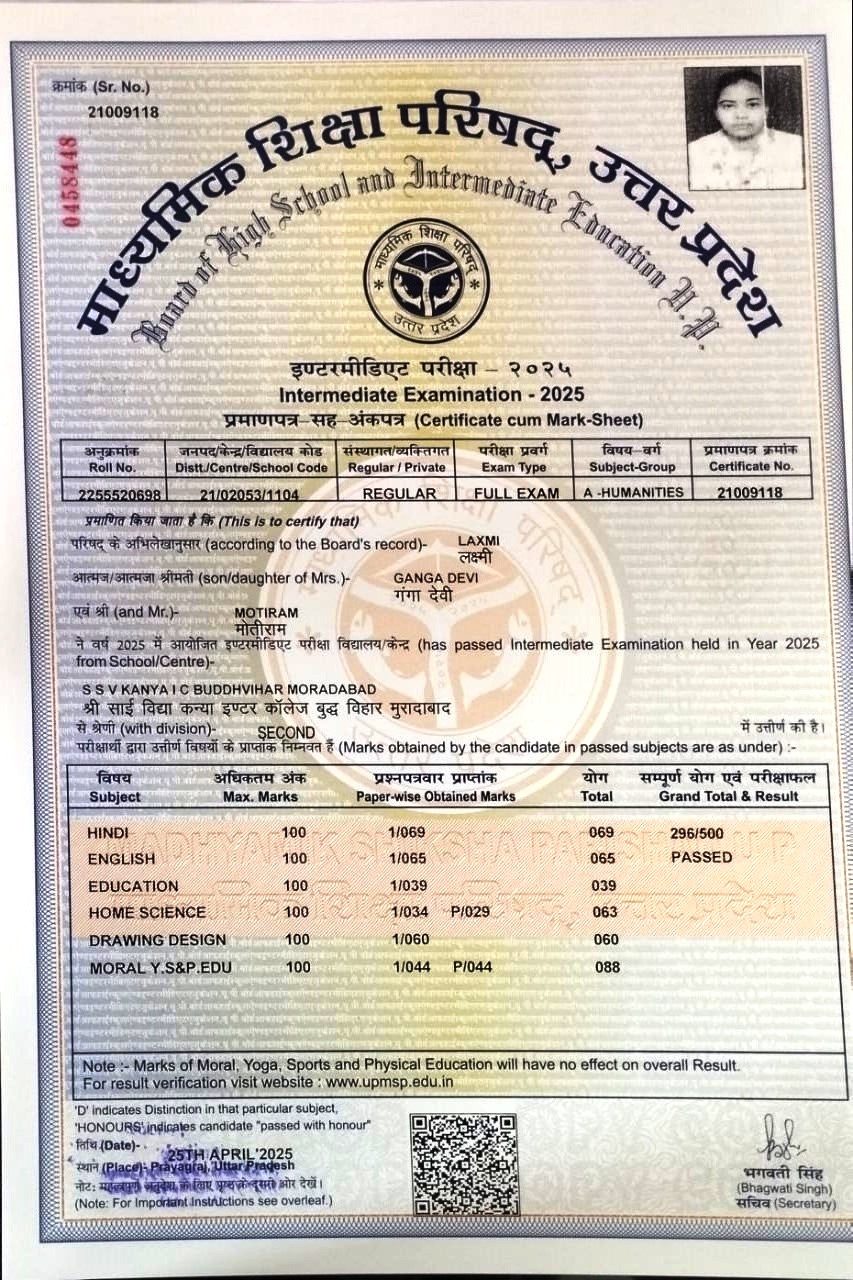 क्रमांक (Sr. No.)
21009118
0458448
माध्यमिक शिक्षा परिषद्, उत्तर प्रदेश
Board of High School and Intermediate Education U.P.
माध्यमिक शिक्षा परिषद्
उत्तर प्रदेश
इण्टरमीडिएट परीक्षा – २०२५
Intermediate Examination - 2025
प्रमाणपत्र–सह–अंकपत्र (Certificate cum Mark-Sheet)
अनुक्रमांक जनपद/केन्द्र/विद्यालय कोड संस्थागत/व्यक्तिगत परीक्षा प्रवर्ग विषय–वर्ग प्रमाणपत्र क्रमांक
Roll No. Distt./Centre/School Code Regular / Private Exam Type Subject-Group Certificate No.
2255520698 21/02053/1104 REGULAR FULL EXAM A -HUMANITIES 21009118
प्रमाणित किया जाता है कि (This is to certify that)
परिषद् के अभिलेखानुसार (according to the Board's record)- LAXMI
लक्ष्मी
आत्मज/आत्मजा श्रीमती (son/daughter of Mrs.)- GANGA DEVI
गंगा देवी
एवं श्री (and Mr.)- MOTIRAM
मोतीराम
ने वर्ष 2025 में आयोजित इण्टरमीडिएट परीक्षा विद्यालय/केन्द्र (has passed Intermediate Examination held in Year 2025
from School/Centre)-
S S V KANYA I C BUDDHVIHAR MORADABAD
श्री साई विद्या कन्या इण्टर कॉलेज बुद्ध विहार मुरादाबाद
से श्रेणी (with division)- SECOND में उत्तीर्ण की है।
परीक्षार्थी द्वारा उत्तीर्ण विषयों के प्राप्तांक निम्नवत हैं (Marks obtained by the candidate in passed subjects are as under) :-
विषय अधिकतम अंक प्रश्नपत्रवार प्राप्तांक योग सम्पूर्ण योग एवं परीक्षाफल
Subject Max. Marks Paper-wise Obtained Marks Total Grand Total & Result
HINDI 100 1/069 069 296/500
ENGLISH 100 1/065 065 PASSED
EDUCATION 100 1/039 039
HOME SCIENCE 100 1/034 P/029 063
DRAWING DESIGN 100 1/060 060
MORAL Y.S&P.EDU 100 1/044 P/044 088
Note :- Marks of Moral, Yoga, Sports and Physical Education will have no effect on overall Result.
For result verification visit website : www.upmsp.edu.in
'D' indicates Distinction in that particular subject,
'HONOURS' indicates candidate "passed with honour"
तिथि (Date)- 25TH APRIL'2025
स्थान (Place)- Prayagraj, Uttar Pradesh
नोट: महत्वपूर्ण अनुदेश के लिए पृष्ठ के दूसरी ओर देखें।
(Note: For Important Instructions see overleaf.)
भगवती सिंह
(Bhagwati Singh)
सचिव (Secretary)